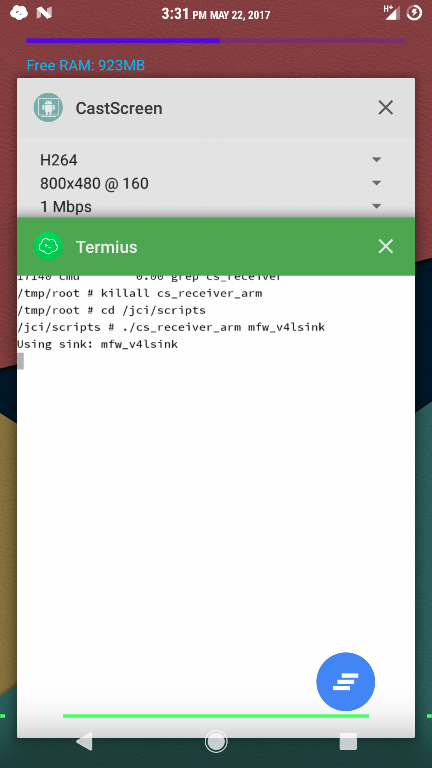 3:31 PM MAY 22, 2017
H+
Free RAM: 923MB
CastScreen
H264
800x480 @ 160
1 Mbps
Termius
17140 cmd 0:00 grep cs_receiver
/tmp/root # killall cs_receiver_arm
/tmp/root # cd /jci/scripts
/jci/scripts # ./cs_receiver_arm mfw_v4lsink
Using sink: mfw_v4lsink